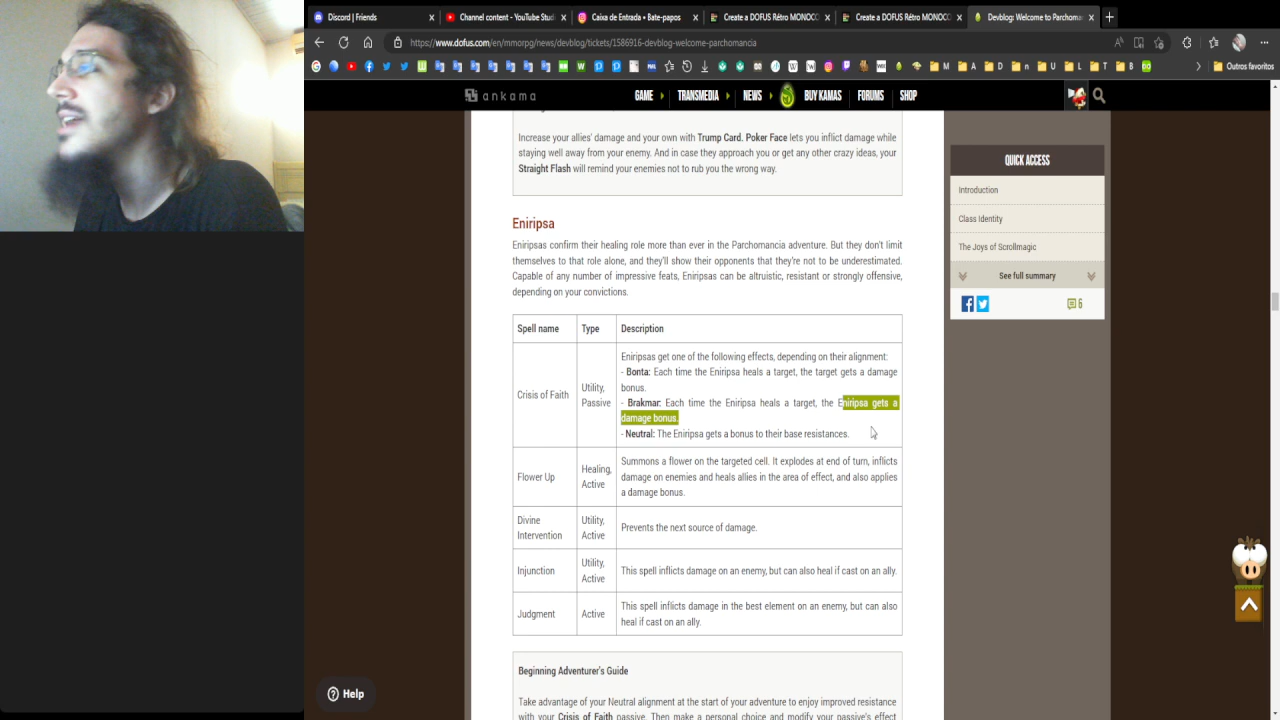 Discord | Friends
Channel content - YouTube Stud
Caixa de Entrada • Bate-papos
Create a DOFUS Rétro MONOCO
Create a DOFUS Rétro MONOCO
Devblog: Welcome to Parchoma
https://www.dofus.com/en/mmorpg/news/devblog/tickets/1586916-devblog-welcome-parchomancia
M A D n U L T B
Outros favoritos
ankama
GAME TRANSMEDIA NEWS BUY KAMAS FORUMS SHOP
Increase your allies' damage and your own with Trump Card. Poker Face lets you inflict damage while
staying well away from your enemy. And in case they approach you or get any other crazy ideas, your
Straight Flash will remind your enemies not to rub you the wrong way.
QUICK ACCESS
Introduction
Class Identity
The Joys of Scrollmagic
See full summary
6
Eniripsa
Eniripsas confirm their healing role more than ever in the Parchomancia adventure. But they don't limit
themselves to that role alone, and they'll show their opponents that they're not to be underestimated.
Capable of any number of impressive feats, Eniripsas can be altruistic, resistant or strongly offensive,
depending on your convictions.
Spell name Type Description
Crisis of Faith
Utility,
Passive
Eniripsas get one of the following effects, depending on their alignment:
- Bonta: Each time the Eniripsa heals a target, the target gets a damage
bonus.
- Brakmar: Each time the Eniripsa heals a target, the Eniripsa gets a
damage bonus.
- Neutral: The Eniripsa gets a bonus to their base resistances.
Flower Up
Healing,
Active
Summons a flower on the targeted cell. It explodes at end of turn, inflicts
damage on enemies and heals allies in the area of effect, and also applies
a damage bonus.
Divine
Intervention
Utility,
Active
Prevents the next source of damage.
Injunction
Utility,
Active
This spell inflicts damage on an enemy, but can also heal if cast on an ally.
Judgment
Active
This spell inflicts damage in the best element on an enemy, but can also
heal if cast on an ally.
Beginning Adventurer's Guide
Take advantage of your Neutral alignment at the start of your adventure to enjoy improved resistance
with your Crisis of Faith passive. Then make a personal choice and modify your passive's effect
Help